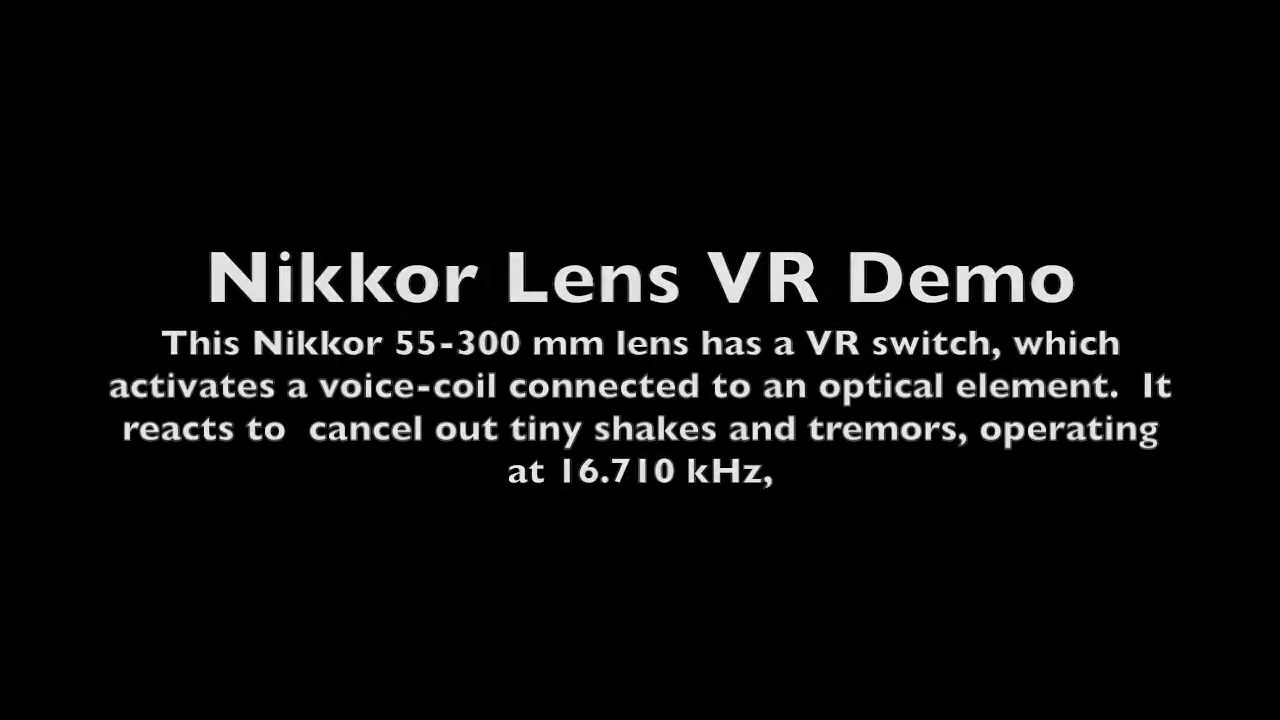 Nikkor Lens VR Demo
This Nikkor 55-300 mm lens has a VR switch, which
activates a voice-coil connected to an optical element.  It
reacts to  cancel out tiny shakes and tremors, operating
at 16.710 kHz,